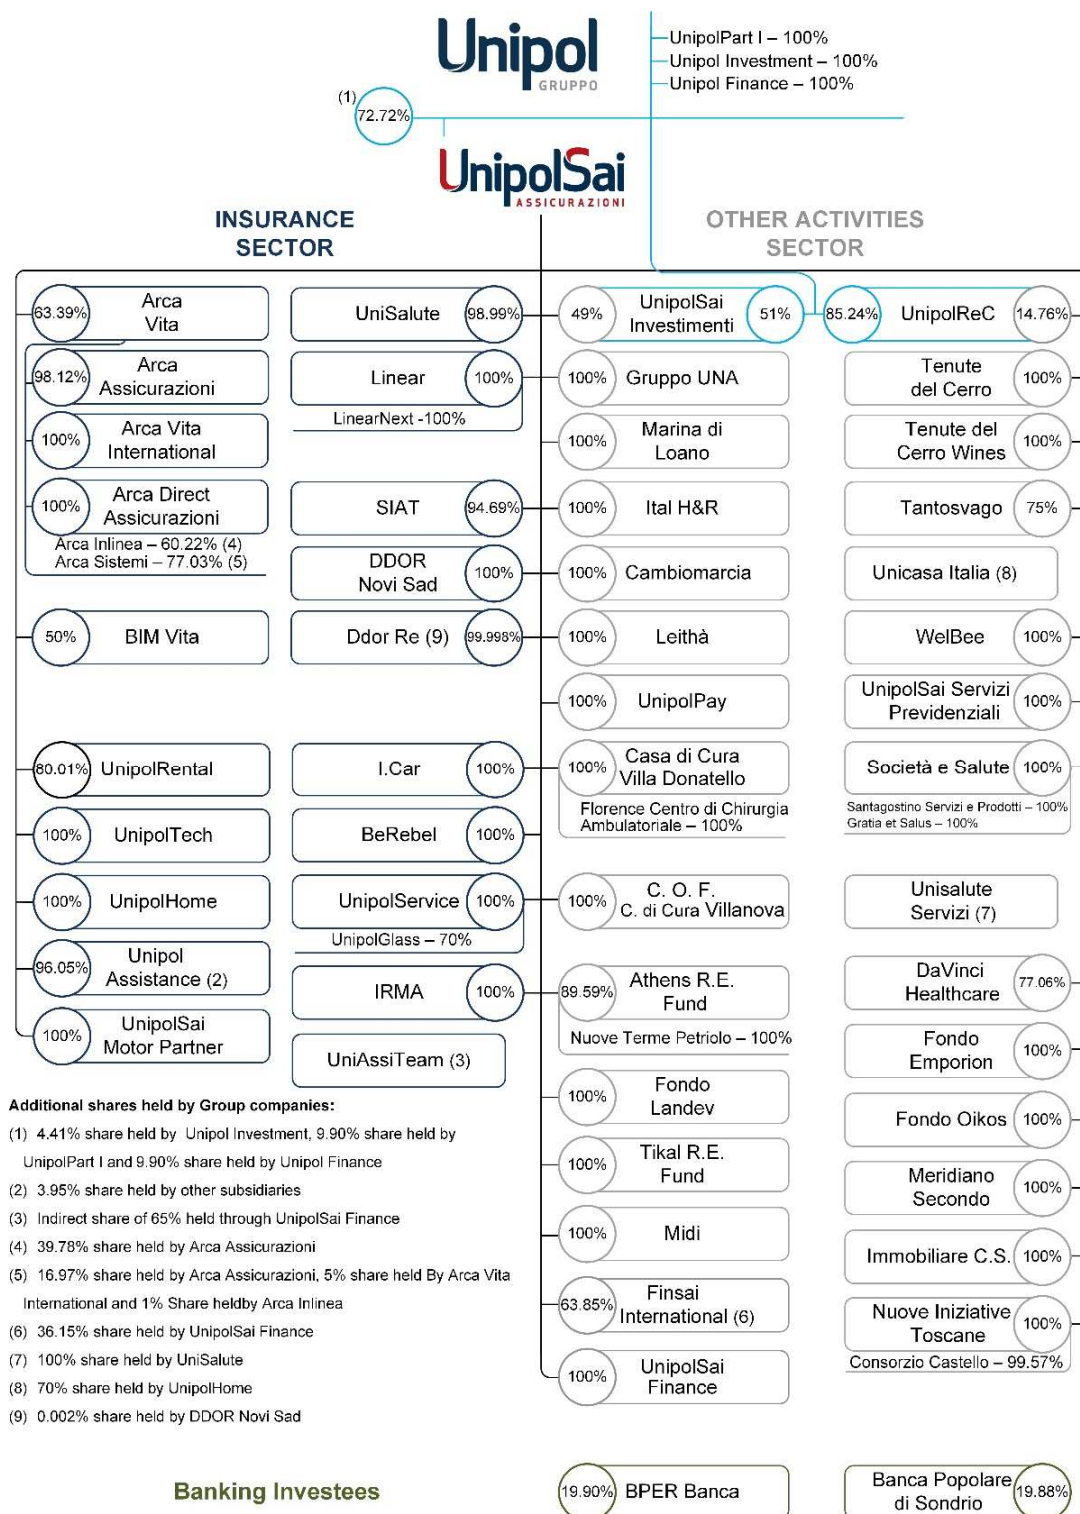 Unipol
GRUPPO
UnipolPart I – 100%
Unipol Investment – 100%
Unipol Finance – 100%
(1)
72.72%
UnipolSai
ASSICURAZIONI
INSURANCE
SECTOR
OTHER ACTIVITIES
SECTOR
63.39%
Arca
Vita
98.12%
Arca
Assicurazioni
100%
Arca Vita
International
100%
Arca Direct
Assicurazioni
Arca Inlinea – 60.22% (4)
Arca Sistemi – 77.03% (5)
50%
BIM Vita
80.01%
UnipolRental
100%
UnipolTech
100%
UnipolHome
96.05%
Unipol
Assistance (2)
100%
UnipolSai
Motor Partner
UniSalute
98.99%
Linear
100%
LinearNext -100%
SIAT
94.69%
DDOR
Novi Sad
100%
Ddor Re (9)
99.998%
I.Car
100%
BeRebel
100%
UnipolService
100%
UnipolGlass – 70%
IRMA
100%
UniAssiTeam (3)
49%
UnipolSai
Investimenti
51%
100%
Gruppo UNA
100%
Marina di
Loano
100%
Ital H&R
100%
Cambiomarcia
100%
Leithà
100%
UnipolPay
100%
Casa di Cura
Villa Donatello
Florence Centro di Chirurgia
Ambulatoriale – 100%
100%
C. O. F.
C. di Cura Villanova
89.59%
Athens R.E.
Fund
Nuove Terme Petriolo – 100%
100%
Fondo
Landev
100%
Tikal R.E.
Fund
100%
Midi
63.85%
Finsai
International (6)
100%
UnipolSai
Finance
85.24%
UnipolReC
14.76%
Tenute
del Cerro
100%
Tenute del
Cerro Wines
100%
Tantosvago
75%
Unicasa Italia (8)
WelBee
100%
UnipolSai Servizi
Previdenziali
100%
Società e Salute
100%
Santagostino Servizi e Prodotti – 100%
Gratia et Salus – 100%
Unisalute
Servizi (7)
DaVinci
Healthcare
77.06%
Fondo
Emporion
100%
Fondo Oikos
100%
Meridiano
Secondo
100%
Immobiliare C.S.
100%
Nuove Iniziative
Toscane
100%
Consorzio Castello – 99.57%
Additional shares held by Group companies:
(1) 4.41% share held by Unipol Investment, 9.90% share held by
UnipolPart I and 9.90% share held by Unipol Finance
(2) 3.95% share held by other subsidiaries
(3) Indirect share of 65% held through UnipolSai Finance
(4) 39.78% share held by Arca Assicurazioni
(5) 16.97% share held by Arca Assicurazioni, 5% share held By Arca Vita
International and 1% Share heldby Arca Inlinea
(6) 36.15% share held by UnipolSai Finance
(7) 100% share held by UniSalute
(8) 70% share held by UnipolHome
(9) 0.002% share held by DDOR Novi Sad
Banking Investees
19.90%
BPER Banca
Banca Popolare
di Sondrio
19.88%